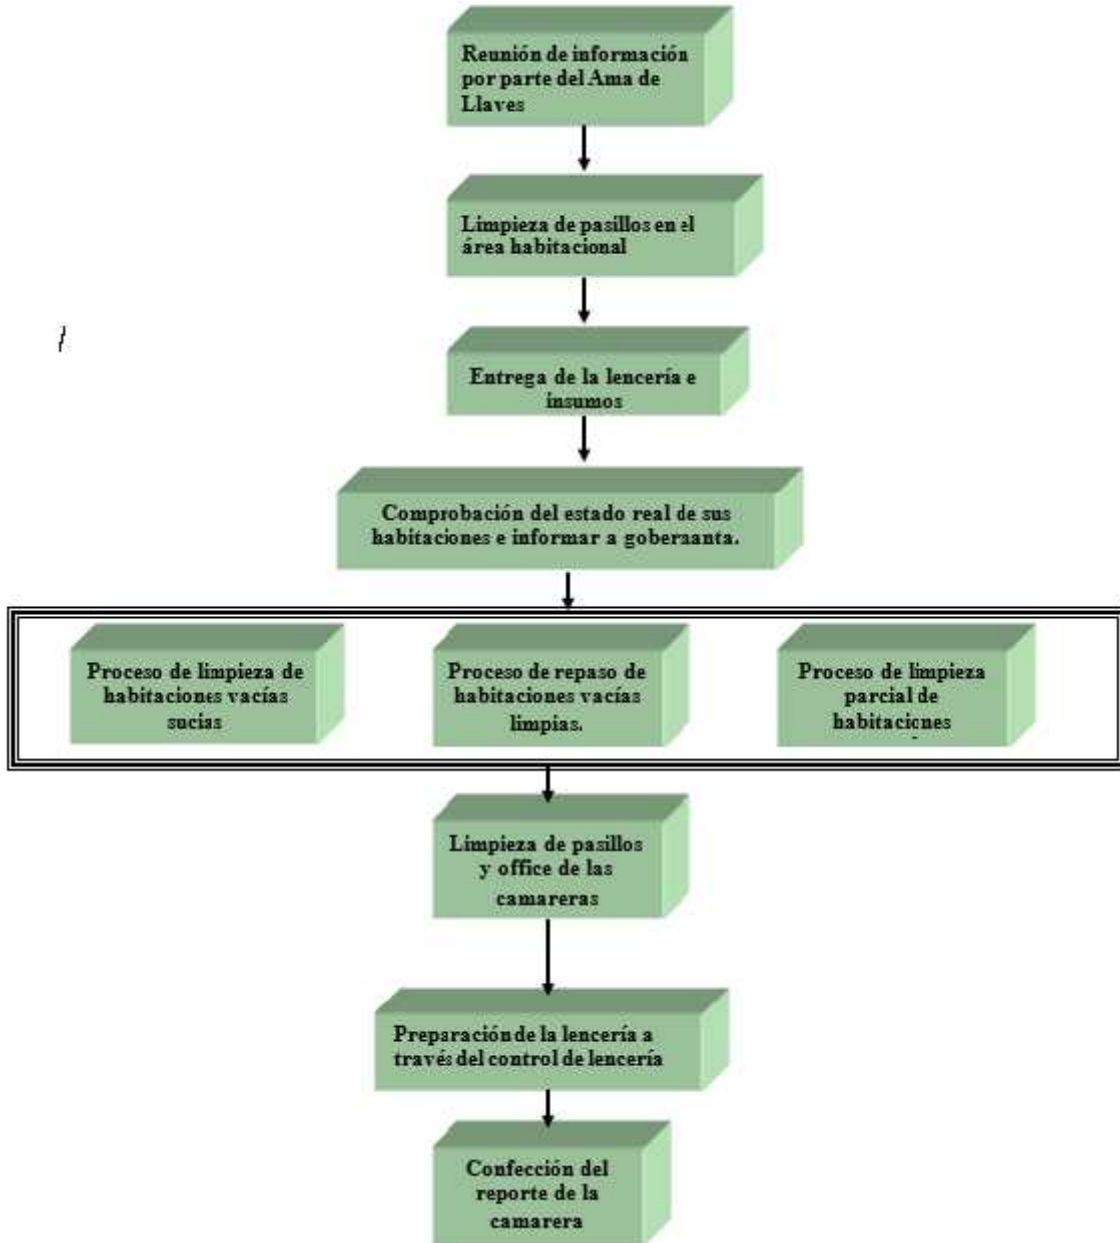 Reunión de información
por parte del Ama de
Llaves
Limpieza de pasillos en el
área habitacional
Entrega de la lencería e
insumos
Comprobación del estado real de sus
habitaciones e informar a gobernanta.
Proceso de limpieza de
habitaciones vacías
sucias
Proceso de repaso de
habitaciones vacías
limpias.
Proceso de limpieza
parcial de
habitaciones
Limpieza de pasillos
y office de las
camareras
Preparación de la lencería a
través del control de lencería
Confección del
reporte de la
camarera